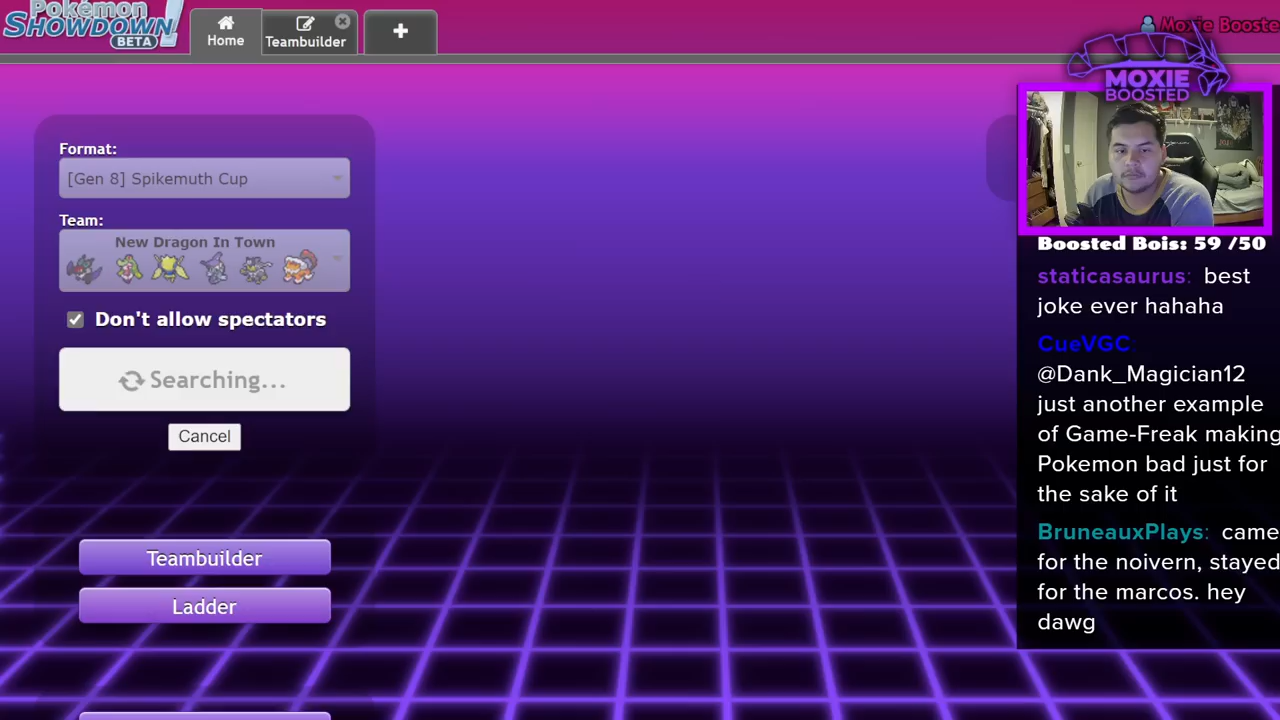 Pokémon
SHOWDOWN!
BETA
Home
Teambuilder
Moxie Booste
MOXIE
BOOSTED
Format:
[Gen 8] Spikemuth Cup
Team:
New Dragon In Town
Don't allow spectators
Searching...
Cancel
Teambuilder
Ladder
Boosted Bois: 59 /50
staticasaurus: best
joke ever hahaha
CueVGC:
@Dank_Magician12
just another example
of Game-Freak making
Pokemon bad just for
the sake of it
BruneauxPlays: came
for the noivern, stayed
for the marcos. hey
dawg